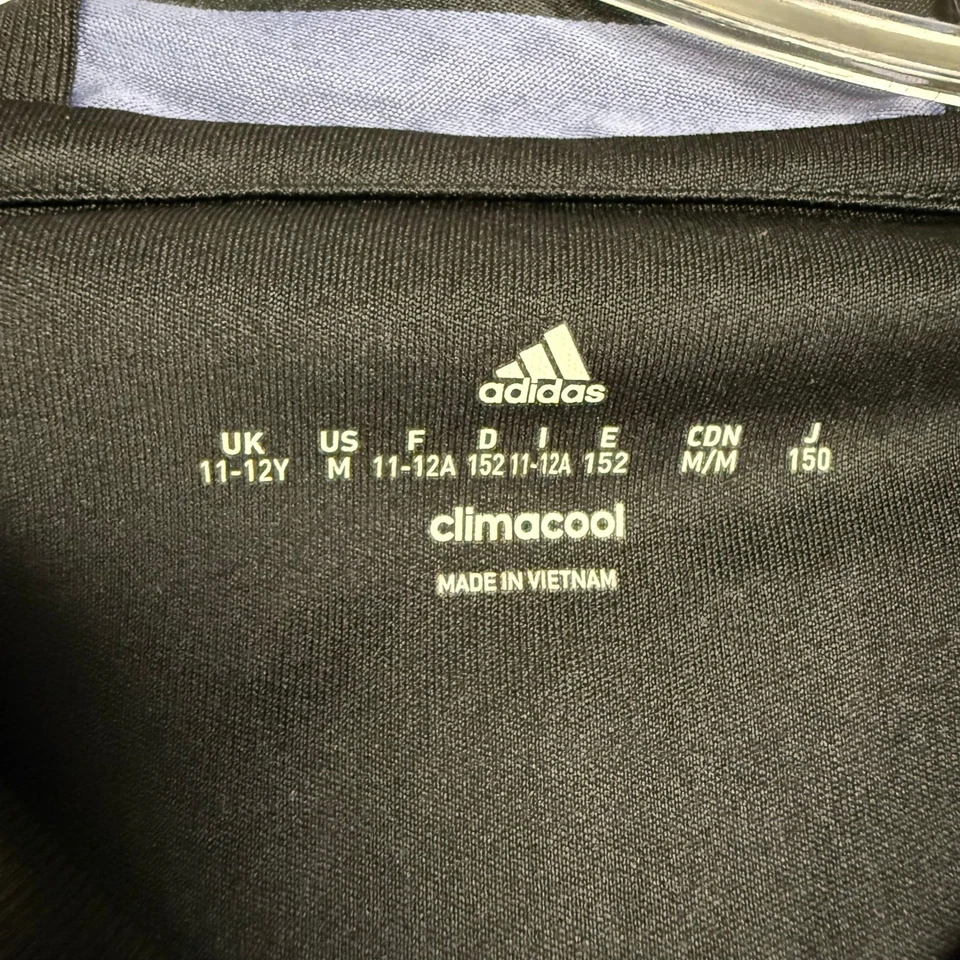 adidas
UK US F D I E CDN J
11-12Y M 11-12A 152 11-12A 152 M/M 150
climacool
MADE IN VIETNAM